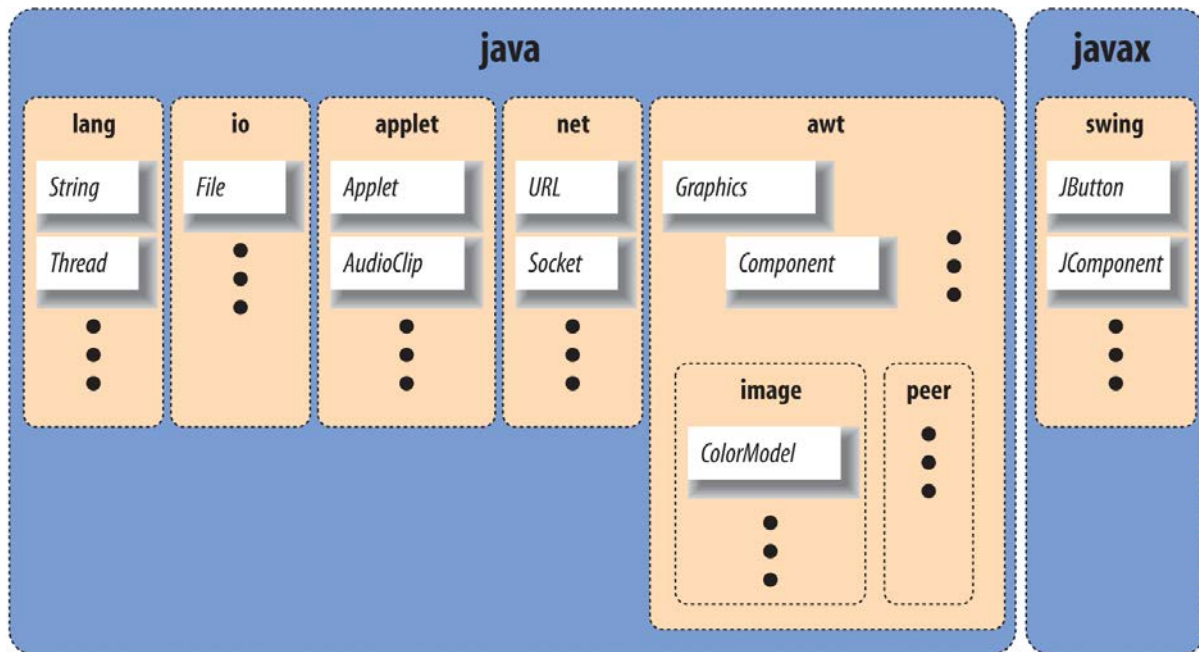 java
javax
lang
io
applet
net
awt
swing
String
File
Applet
URL
Graphics
JButton
Thread
AudioClip
Socket
Component
JComponent
image
peer
ColorModel